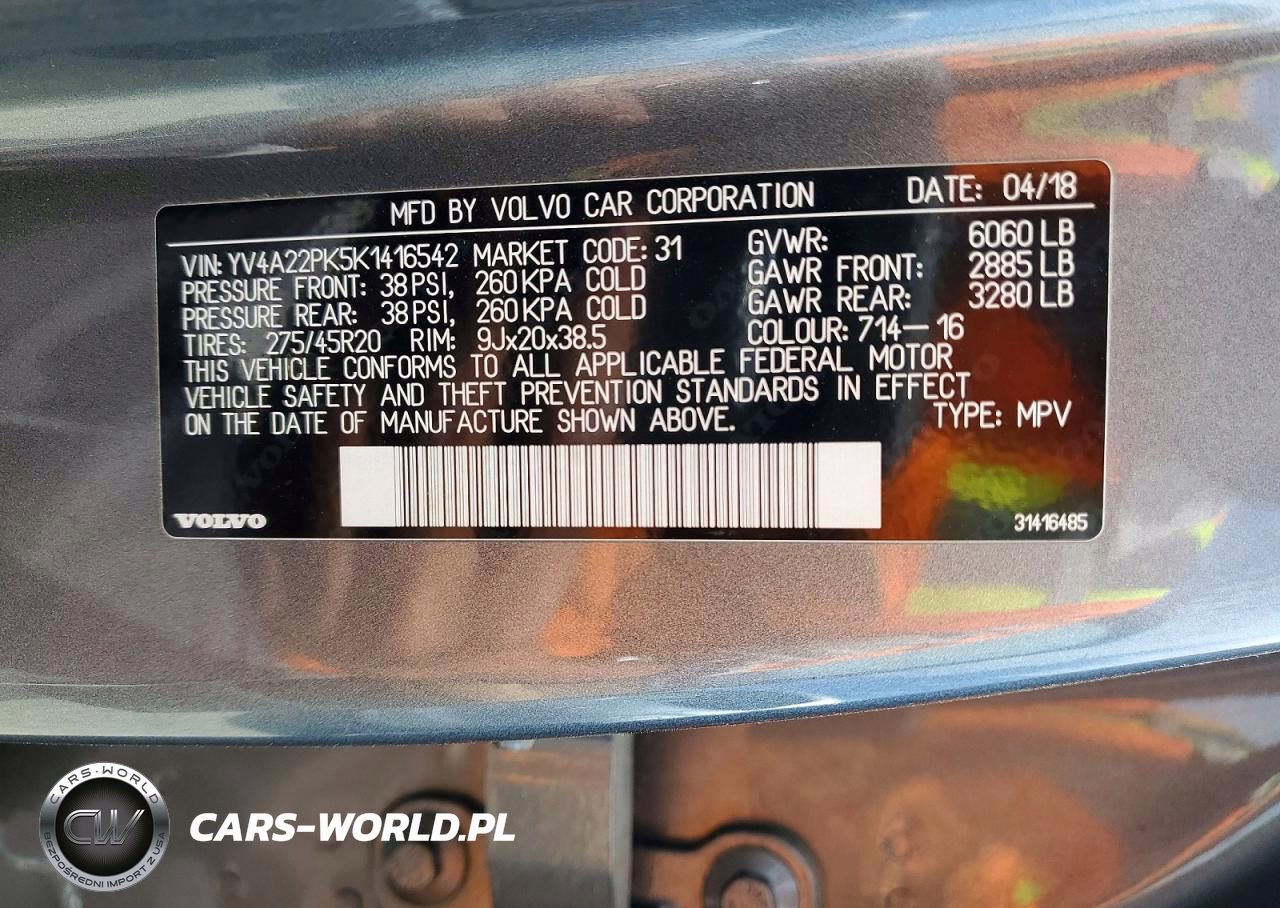 MFD BY VOLVO CAR CORPORATION DATE: 04/18
VIN: YV4A22PK5K1416542 MARKET CODE: 31 GVWR: 6060 LB
PRESSURE FRONT: 38 PSI, 260 KPA COLD GAWR FRONT: 2885 LB
PRESSURE REAR: 38 PSI, 260 KPA COLD GAWR REAR: 3280 LB
TIRES: 275/45R20 RIM: 9Jx20x38.5 COLOUR: 714— 16
THIS VEHICLE CONFORMS TO ALL APPLICABLE FEDERAL MOTOR
VEHICLE SAFETY AND THEFT PREVENTION STANDARDS IN EFFECT
ON THE DATE OF MANUFACTURE SHOWN ABOVE. TYPE: MPV
VOLVO 31416485
CARS-WORLD
CW
BEZPOŚREDNI IMPORT Z USA
CARS-WORLD.PL